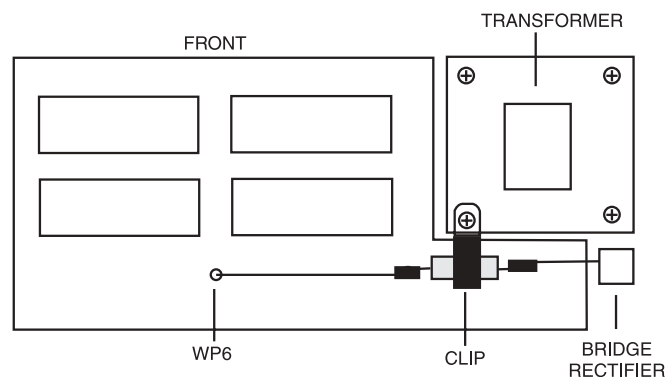 TRANSFORMER
FRONT
WP6
CLIP
BRIDGE
RECTIFIER